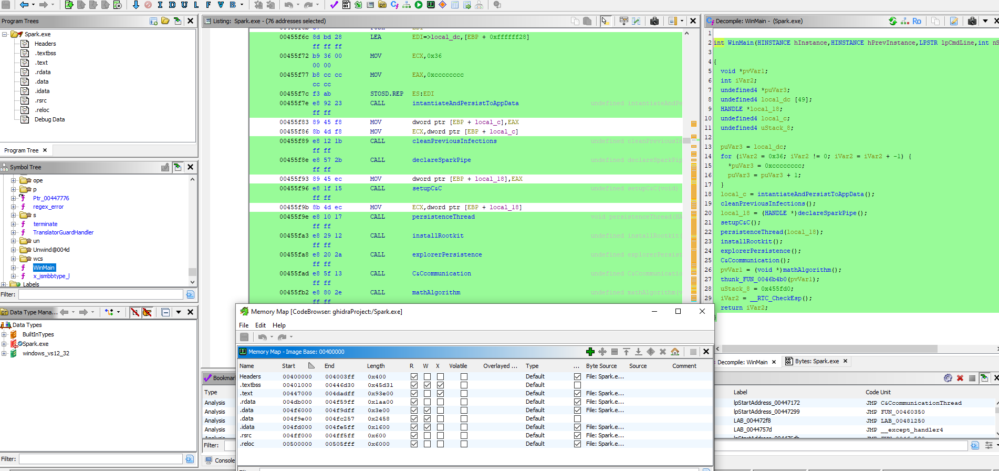 I D U L F V B
Program Trees
Spark.exe
Headers
.textbss
.text
.rdata
.data
.idata
.rsrc
.reloc
Debug Data
Program Tree
Symbol Tree
ope
p
Ptr_00447776
regex_error
s
terminate
TranslatorGuardHandler
un
Unwind@004d
wcs
WinMain
x_ismbbtype_l
Labels
Filter:
Data Type Mana...
Data Types
BuiltInTypes
Spark.exe
windows_vs12_32
Filter:
Listing: Spark.exe - (76 addresses selected)
00455f6c 8d bd 28 LEA EDI=>local_dc,[EBP + 0xffffff28]
ff ff ff
00455f72 b9 36 00 MOV ECX,0x36
00 00
00455f77 b8 cc cc MOV EAX,0xcccccccc
cc cc
00455f7c f3 ab STOSD.REP ES:EDI
00455f7e e8 92 23 CALL intantiateAndPersistToAppData undefined intantiateAndPe
ff ff
00455f83 89 45 f8 MOV dword ptr [EBP + local_c],EAX
00455f86 8b 4d f8 MOV ECX,dword ptr [EBP + local_c]
00455f89 e8 12 1b CALL cleanPreviousInfections undefined cleanPreviousIn
ff ff
00455f8e e8 57 2b CALL declareSparkPipe undefined declareSparkPip
ff ff
00455f93 89 45 ec MOV dword ptr [EBP + local_18],EAX
00455f96 e8 1f 15 CALL setupC&C undefined setupC&C(void)
ff ff
00455f9b 8b 4d ec MOV ECX,dword ptr [EBP + local_18]
00455f9e e8 10 17 CALL persistenceThread void persistenceThread(HA
ff ff
00455fa3 e8 29 12 CALL installRootkit undefined installRootkit(
ff ff
00455fa8 e8 20 2a CALL explorerPersistence undefined explorerPersist
ff ff
00455fad e8 5f 13 CALL C&Ccommunication undefined C&Ccommunicatio
ff ff
00455fb2 e8 80 2e CALL mathAlgorithm undefined mathAlgorithm(v
ff ff
Decompile: WinMain - (Spark.exe)
1
2 int WinMain(HINSTANCE hInstance,HINSTANCE hPrevInstance,LPSTR lpCmdLine,int nS
3
4 {
5 void *pvVar1;
6 int iVar2;
7 undefined4 *puVar3;
8 undefined4 local_dc [49];
9 HANDLE *local_18;
10 undefined4 local_c;
11 undefined4 uStack_8;
12
13 puVar3 = local_dc;
14 for (iVar2 = 0x36; iVar2 != 0; iVar2 = iVar2 + -1) {
15 *puVar3 = 0xcccccccc;
16 puVar3 = puVar3 + 1;
17 }
18 local_c = intantiateAndPersistToAppData();
19 cleanPreviousInfections();
20 local_18 = (HANDLE *)declareSparkPipe();
21 setupC&C();
22 persistenceThread(local_18);
23 installRootkit();
24 explorerPersistence();
25 C&Ccommunication();
26 pvVar1 = (void *)mathAlgorithm();
27 thunk_FUN_0046b4b0(pvVar1);
28 uStack_8 = 0x455fd0;
29 iVar2 = __RTC_CheckEsp();
30 return iVar2;
}
Decompile: WinMain
Bytes: Spark.exe
Memory Map [CodeBrowser: ghidraProject:/Spark.exe]
File Edit Help
Memory Map - Image Base: 00400000
Name Start End Length R W X Volatile Overlayed ... Type ... Byte Source Source Comment
Headers 00400000 004003ff 0x400 Default File: Spark.e...
.textbss 00401000 00446d30 0x45d31 Default
.text 00447000 004dadff 0x93e00 Default File: Spark.e...
.rdata 004db000 004f59ff 0x1aa00 Default File: Spark.e...
.data 004f6000 004f9dff 0x3e00 Default File: Spark.e...
.data 004f9e00 004fc257 0x2458 Default
.idata 004fd000 004fe5ff 0x1600 Default File: Spark.e...
.rsrc 004ff000 004ff5ff 0x600 Default File: Spark.e...
.reloc 00500000 00505fff 0x6000 Default File: Spark.e...
Bookmar
Type
Analysis
Analysis
Analysis
Analysis
Filter:
Console
Label Code Unit
lpStartAddress_00447172 JMP C&CcommunicationThread
lpStartAddress_00447299 JMP FUN_00460350
LAB_004472f8 JMP LAB_00481250
LAB_0044757d JMP __except_handler4